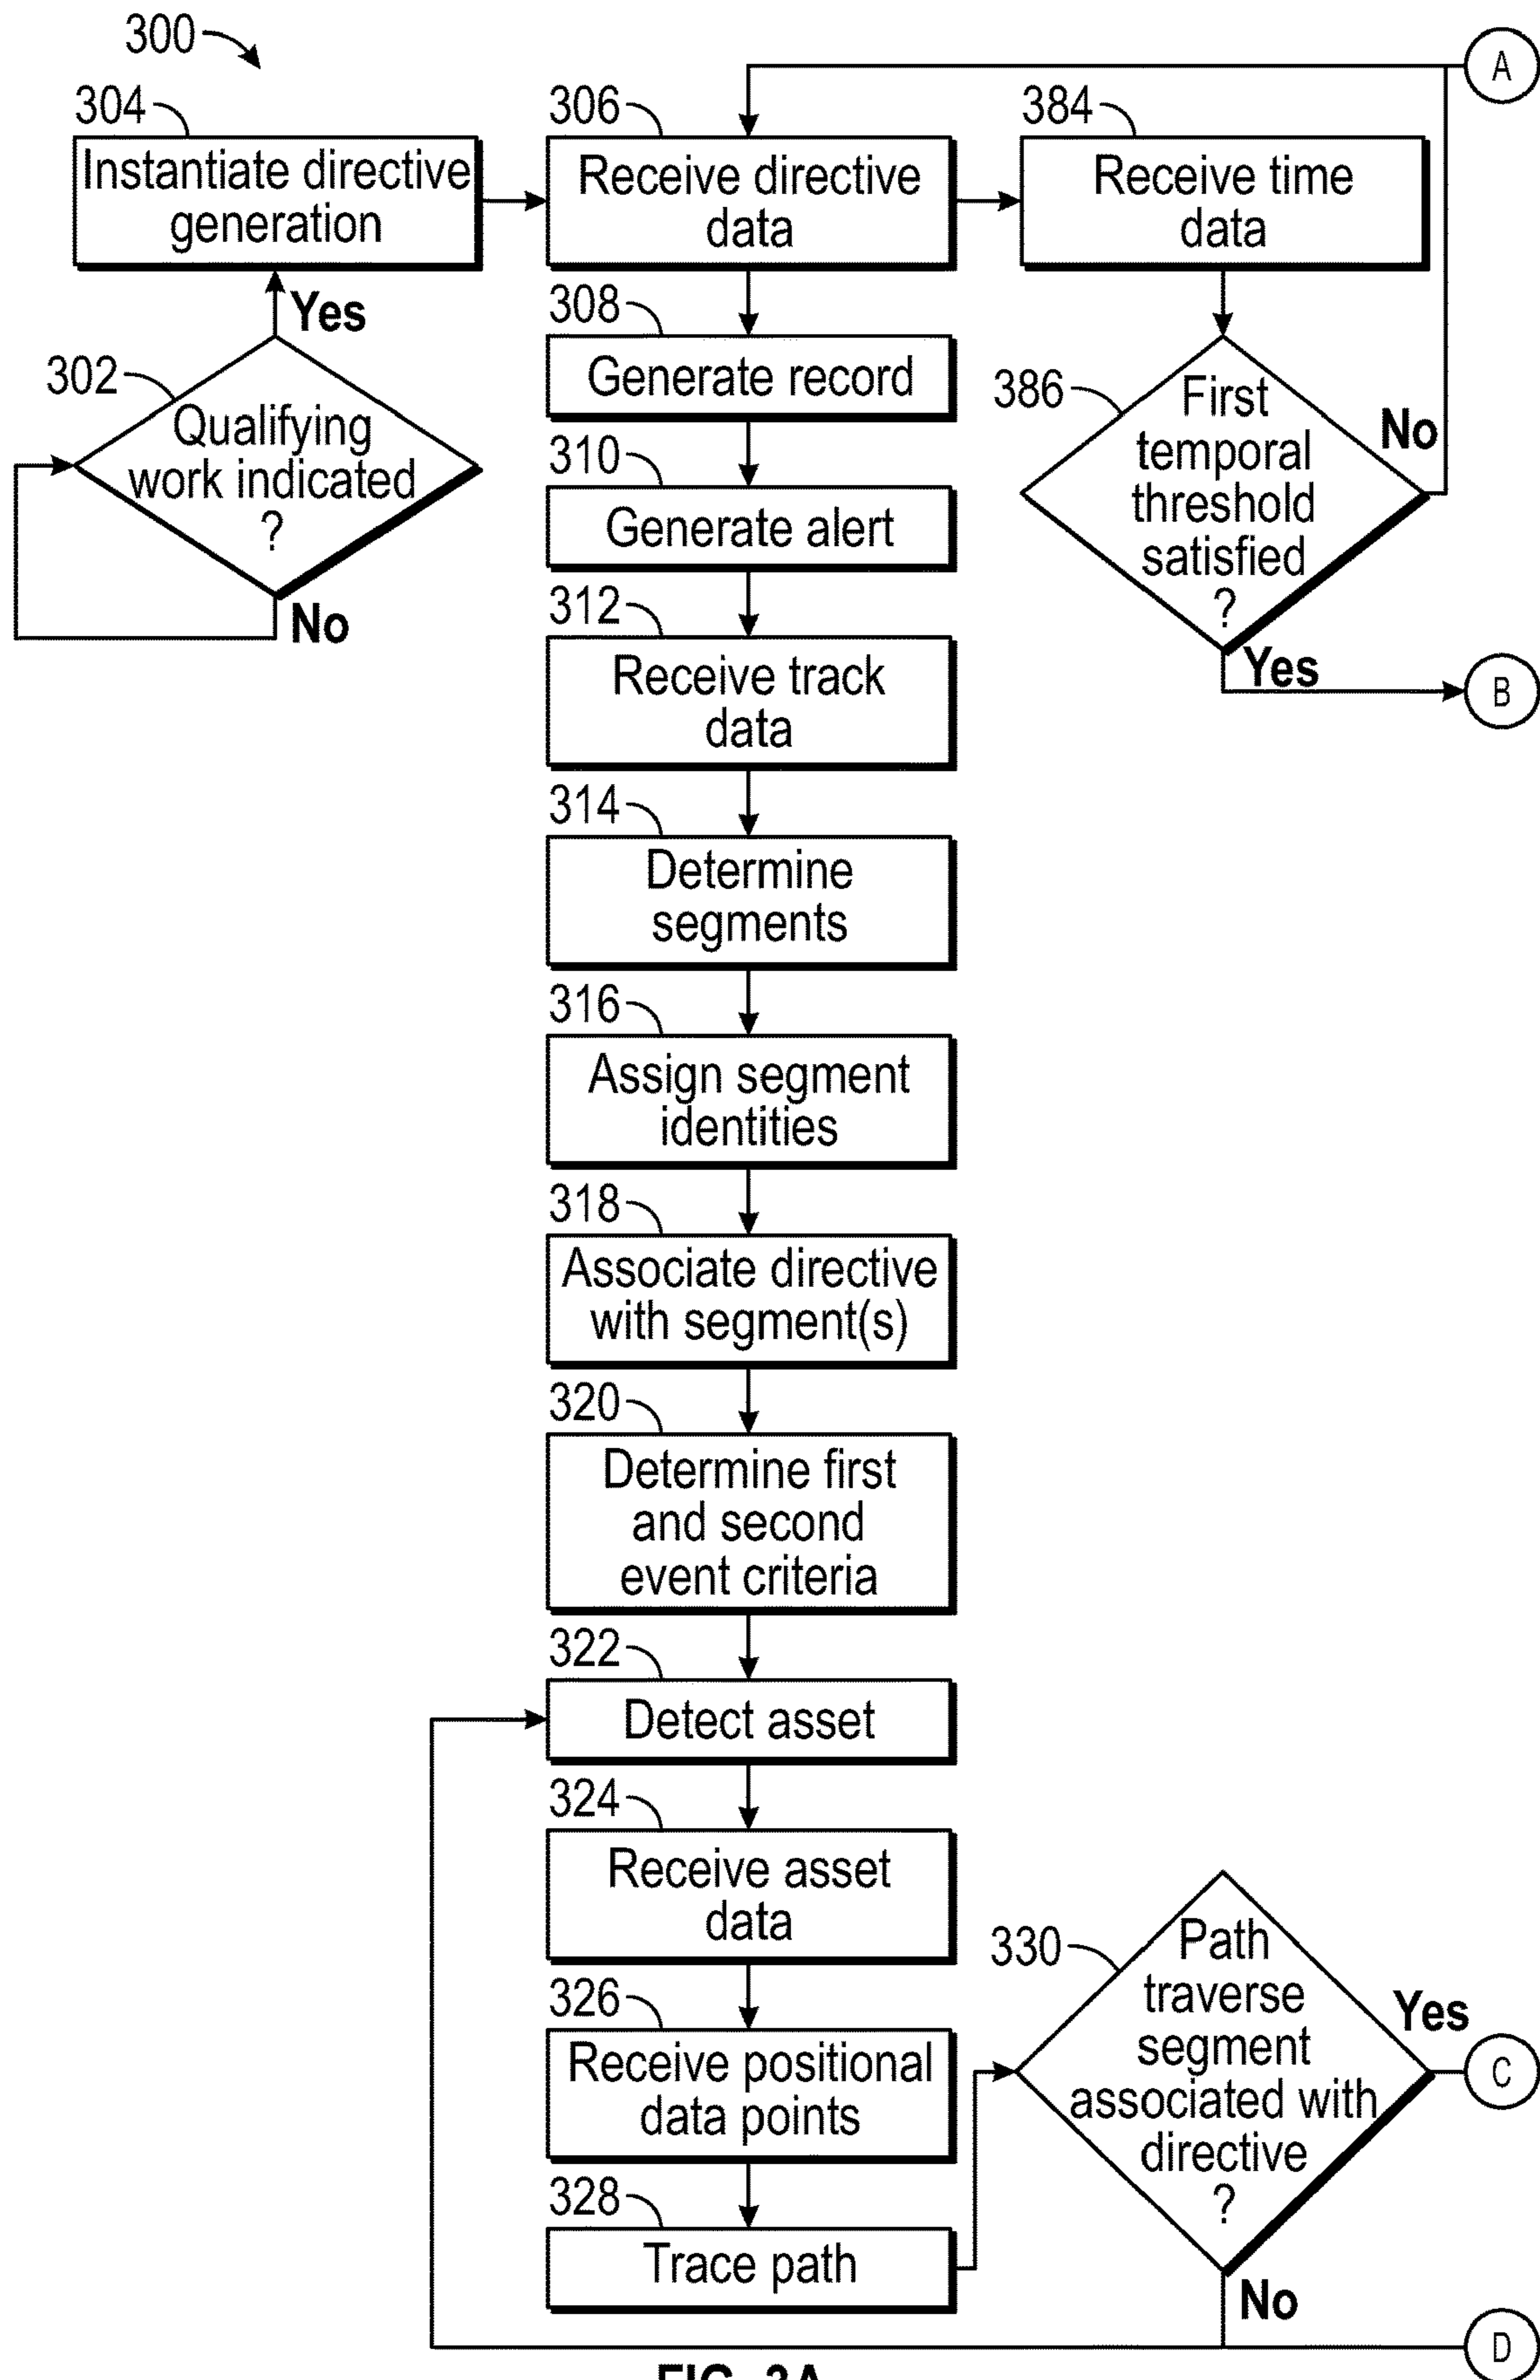 300
A
304
Instantiate directive
generation
306
Receive directive
data
384
Receive time
data
Yes
302
Qualifying
work indicated
?
No
308
Generate record
386
First
temporal
threshold
satisfied
?
No
Yes
B
310
Generate alert
312
Receive track
data
314
Determine
segments
316
Assign segment
identities
318
Associate directive
with segment(s)
320
Determine first
and second
event criteria
322
Detect asset
324
Receive asset
data
326
Receive positional
data points
328
Trace path
330
Path
traverse
segment
associated with
directive
?
Yes
C
No
D
FIG. 3A